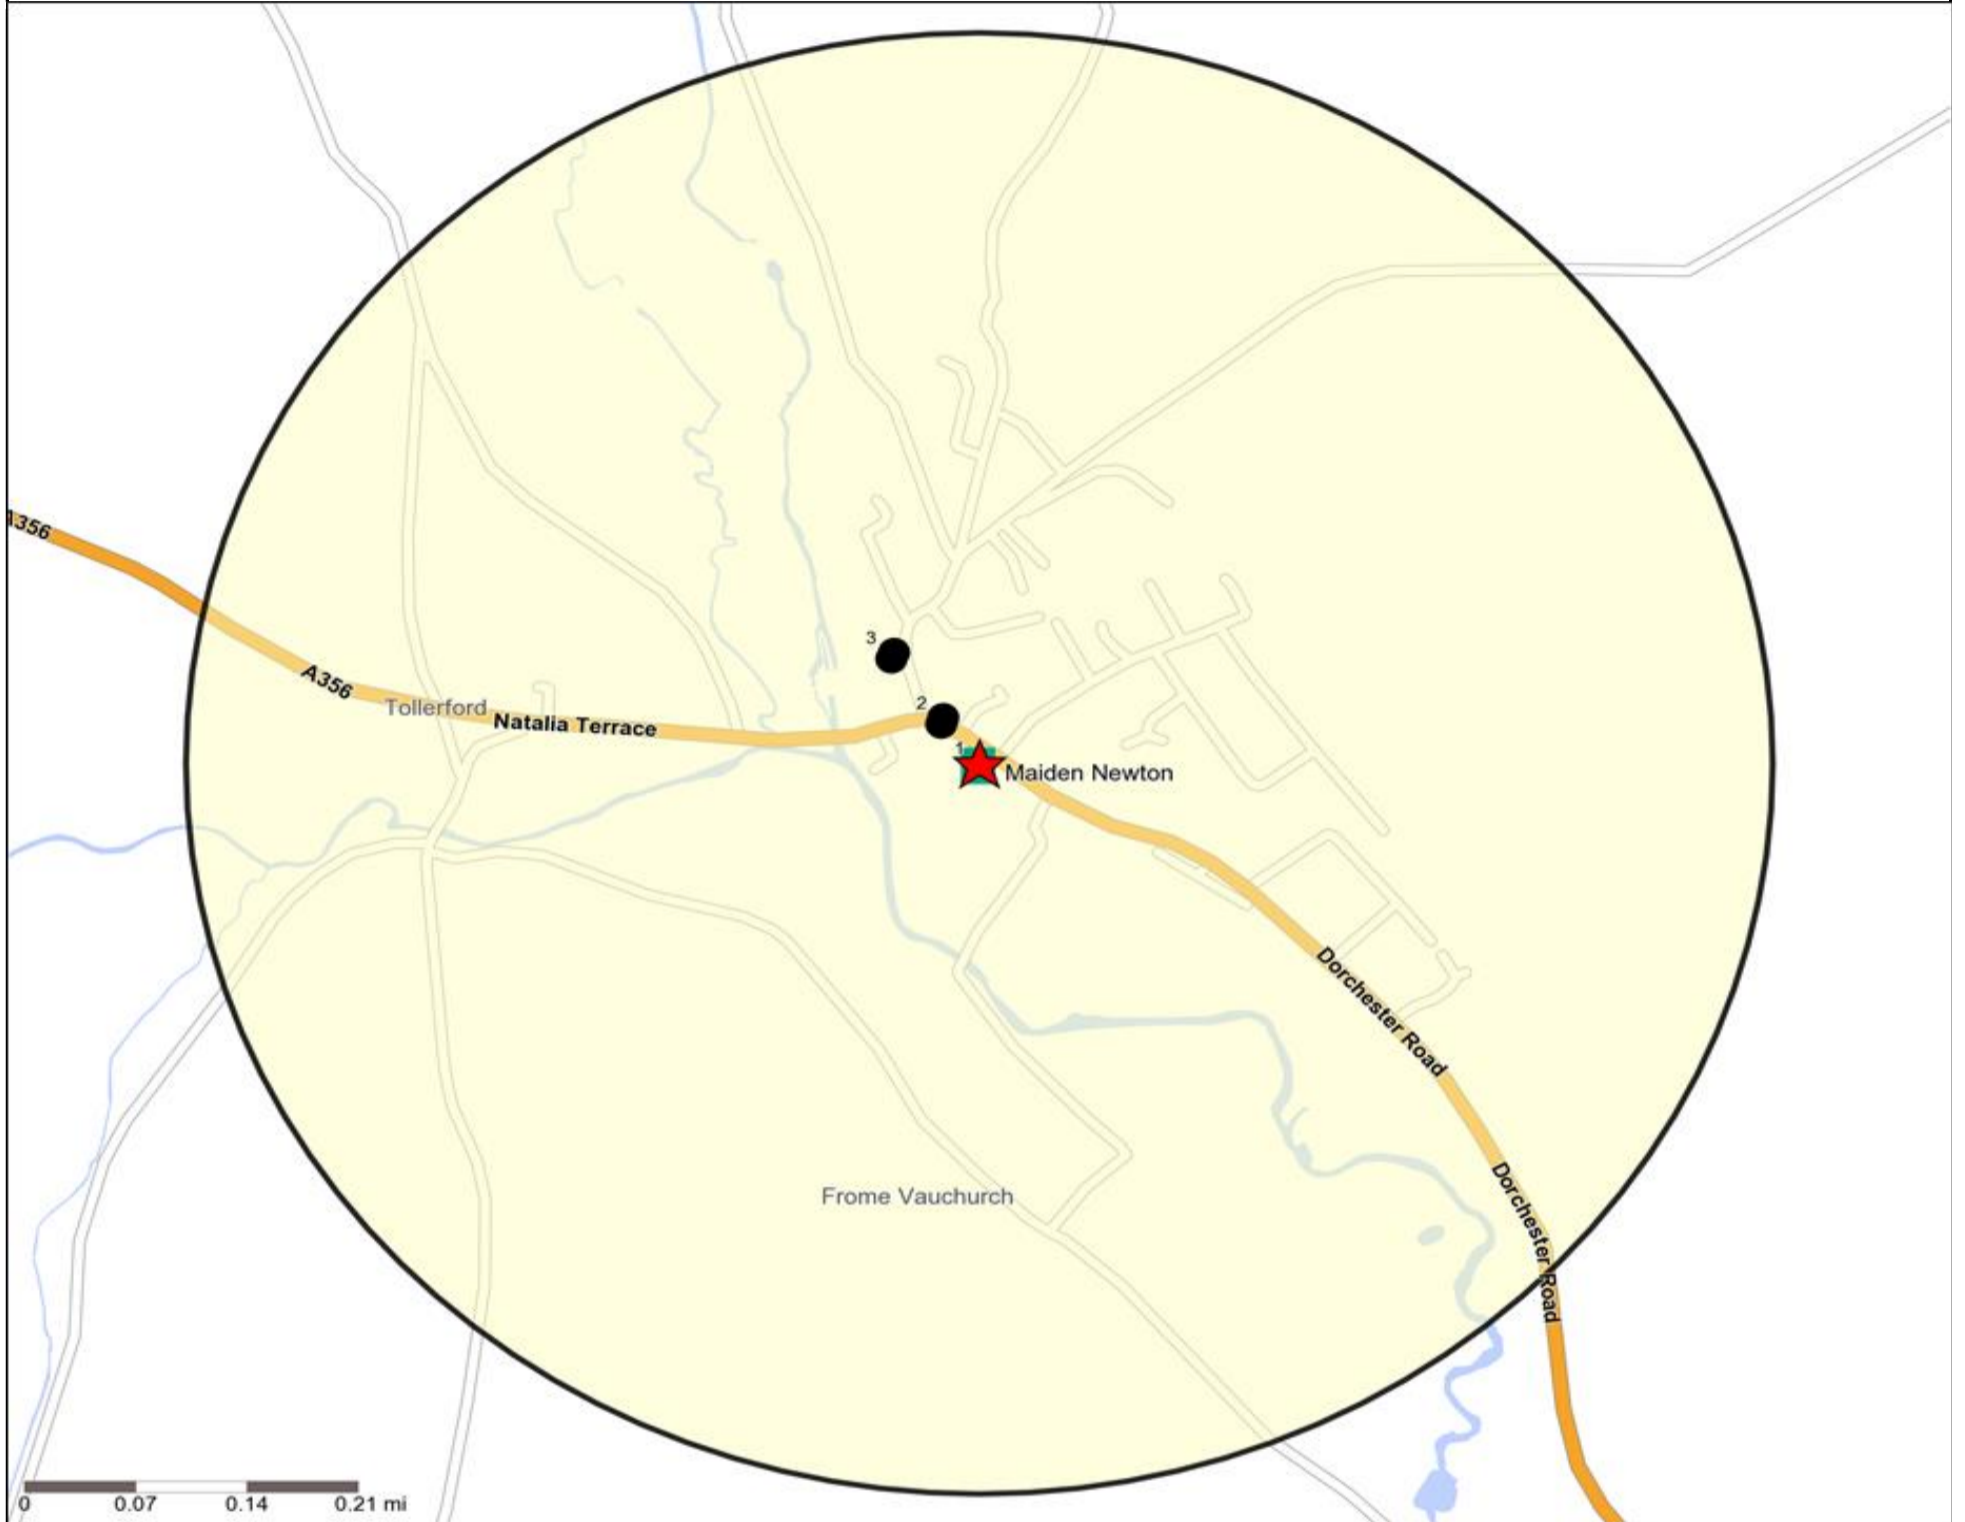 A356
3
A356
Tollerford
2
Natalia Terrace
1
Maiden Newton
Dorchester Road
Dorchester Road
Frome Vauchurch
0 0.07 0.14 0.21 mi